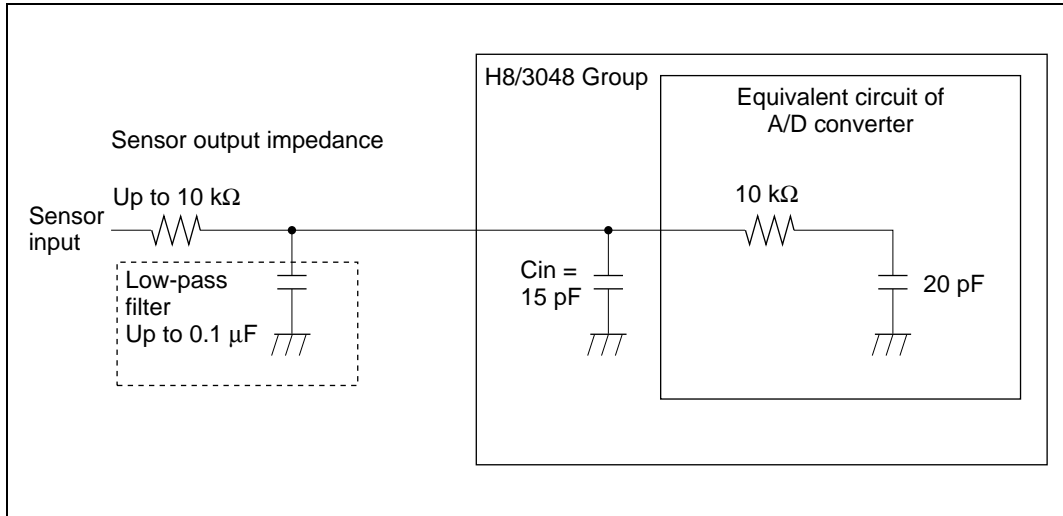 H8/3048 Group
Equivalent circuit of
A/D converter
Sensor output impedance
Up to 10 kΩ
Sensor
input
Low-pass
filter
Up to 0.1 μF
Cin =
15 pF
10 kΩ
20 pF